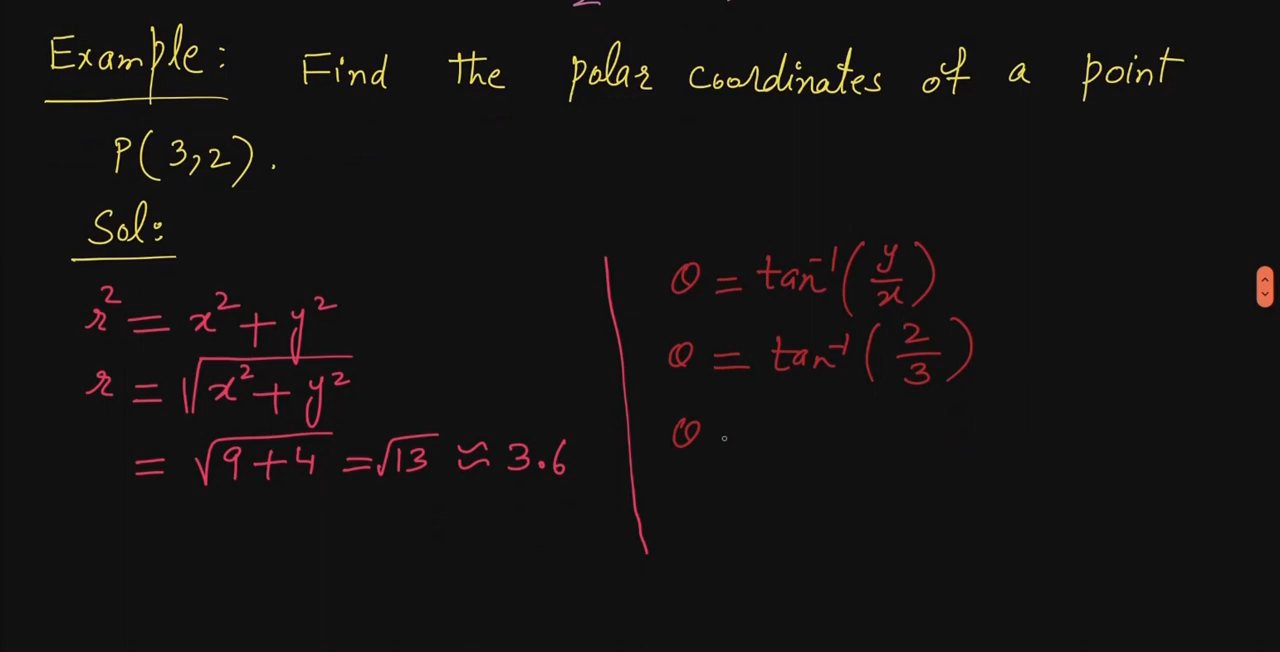 Example: Find the polar coordinates of a point
P(3,2).
Sol:
r² = x² + y²
r = √(x² + y²)
= √(9+4) = √13 ≈ 3.6
θ = tan⁻¹(y/x)
θ = tan⁻¹(2/3)
θ